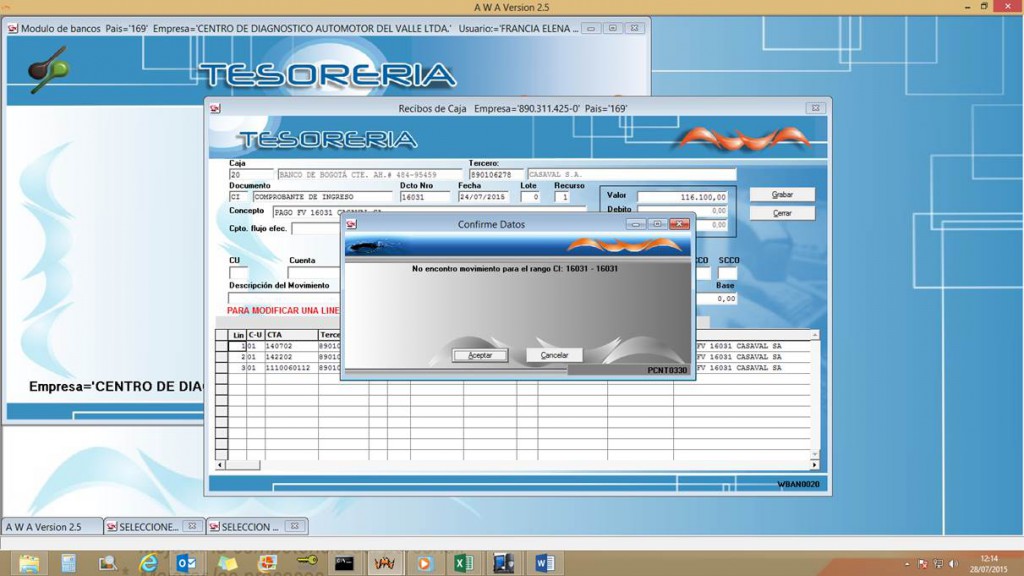 A W A Version 2.5
Modulo de bancos Pais='169' Empresa='CENTRO DE DIAGNOSTICO AUTOMOTOR DEL VALLE LTDA.' Usuario:='FRANCIA ELENA ...
TESORERIA
Recibos de Caja Empresa='890.311.425-0' Pais='169'
TESORERIA
Caja
Tercero:
20 BANCO DE BOGOTÁ CTE. AH.# 484-95459 890106278 CASAVAL S.A.
Documento Dcto Nro Fecha Lote Recurso
CI COMPROBANTE DE INGRESO 16031 24/07/2015 0 1
Valor 116.100,00
Grabar
Concepto PAGO FV 16031 CASAVAL SA
Debito 0,00
Cerrar
0,00
Cpto. flujo efec.
Confirme Datos
No encontro movimiento para el rango CI: 16031 - 16031
Aceptar
Cancelar
PCNT0330
CU Cuenta SCCO
Descripción del Movimiento Base
0,00
PARA MODIFICAR UNA LINE
Lin C-U CTA Terce
1 01 140702 8901 FV 16031 CASAVAL SA
2 01 142202 8901 FV 16031 CASAVAL SA
3 01 1110060112 8901 FV 16031 CASAVAL SA
WBAN0020
Empresa='CENTRO DE DIA
A W A Version 2.5
SELECCIONE...
SELECCION ...
12:14
28/07/2015